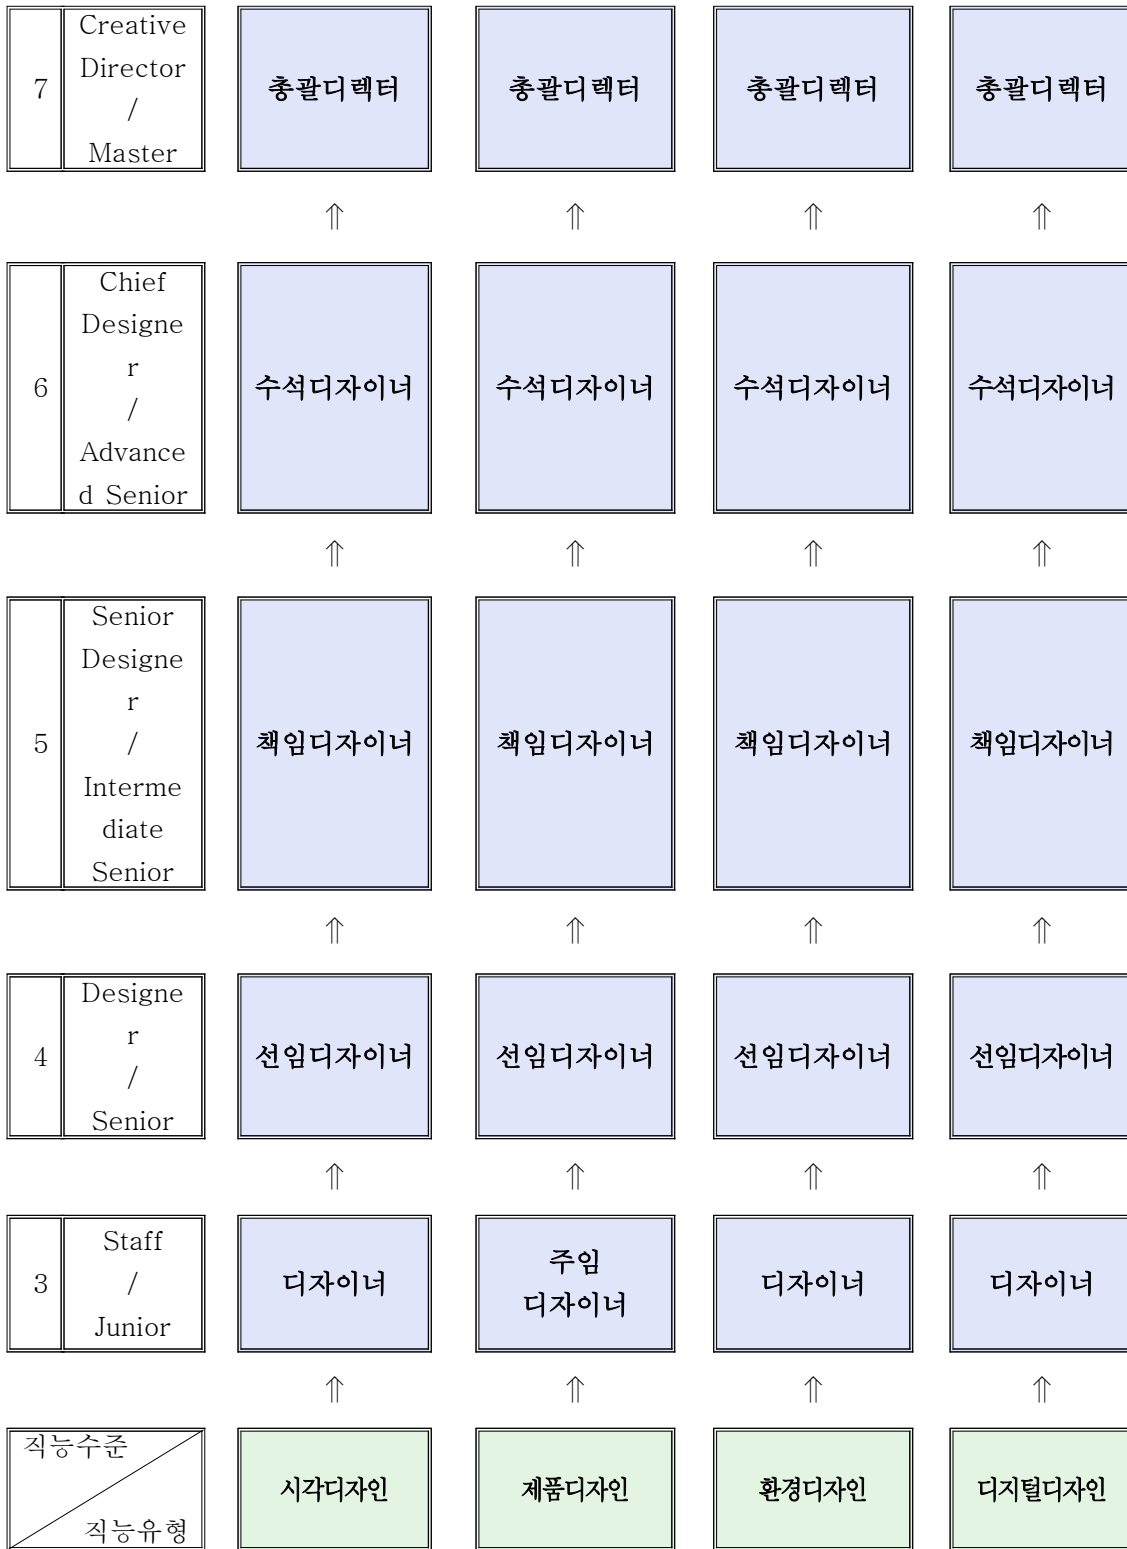 7
Creative
Director
/
Master
총괄디렉터
총괄디렉터
총괄디렉터
총괄디렉터
⇑ ⇑ ⇑ ⇑
6
Chief
Designe
r
/
Advance
d Senior
수석디자이너
수석디자이너
수석디자이너
수석디자이너
⇑ ⇑ ⇑ ⇑
5
Senior
Designe
r
/
Interme
diate
Senior
책임디자이너
책임디자이너
책임디자이너
책임디자이너
⇑ ⇑ ⇑ ⇑
4
Designe
r
/
Senior
선임디자이너
선임디자이너
선임디자이너
선임디자이너
⇑ ⇑ ⇑ ⇑
3
Staff
/
Junior
디자이너
주임
디자이너
디자이너
디자이너
⇑ ⇑ ⇑ ⇑
직능수준
직능유형
시각디자인
제품디자인
환경디자인
디지털디자인